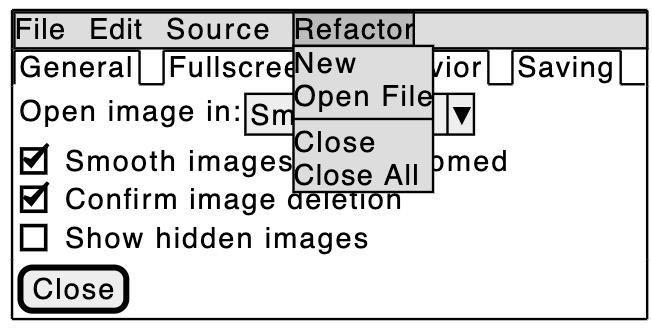 File Edit Source Refactor
General Fullscree vior Saving
New
Open File
Open image in: Sm ▼
Close
Smooth images omed
Close All
Confirm image deletion
Show hidden images
Close